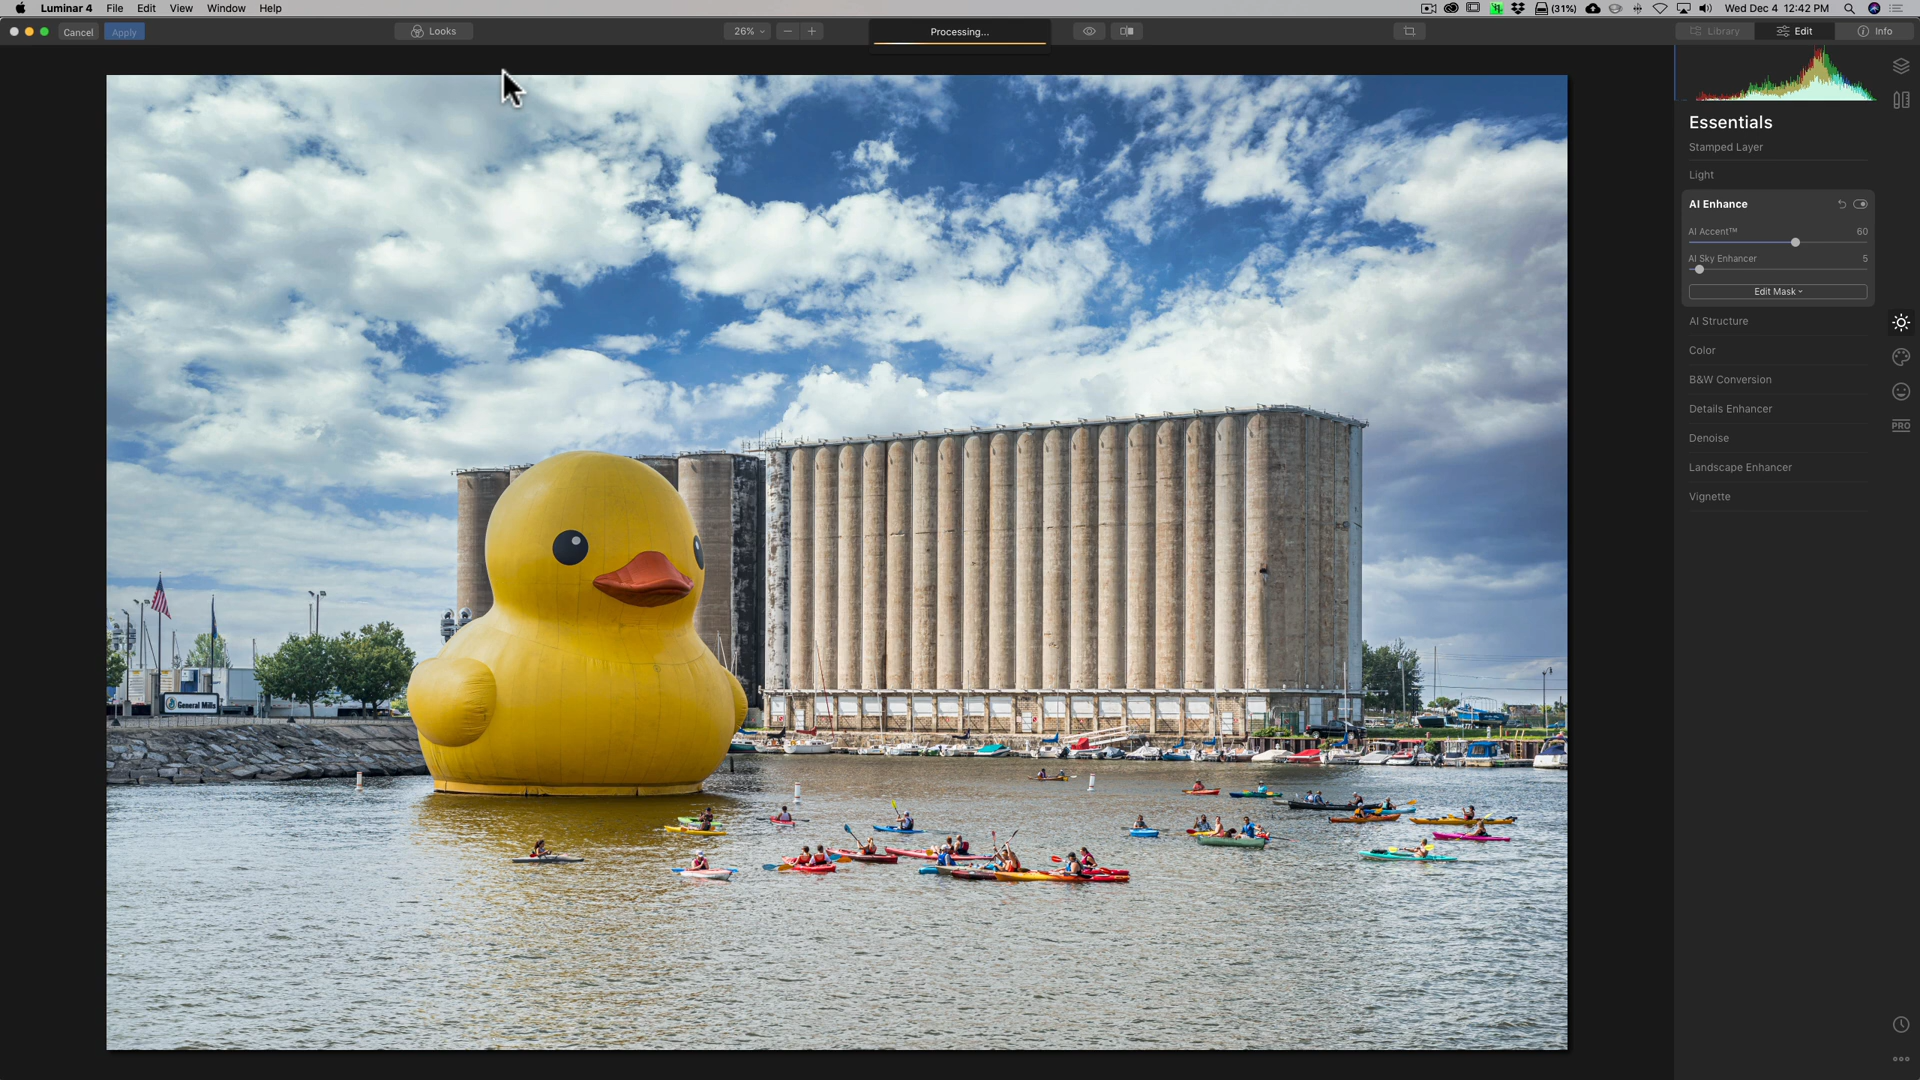 Luminar 4 File Edit View Window Help (31%) Wed Dec 4 12:42 PM
Cancel Apply Looks 26% Processing... Library Edit Info
Essentials
Stamped Layer
Light
AI Enhance
AI Accent™ 60
AI Sky Enhancer 5
Edit Mask
AI Structure
Color
B&W Conversion
Details Enhancer
Denoise
Landscape Enhancer
Vignette
PRO
General Mills